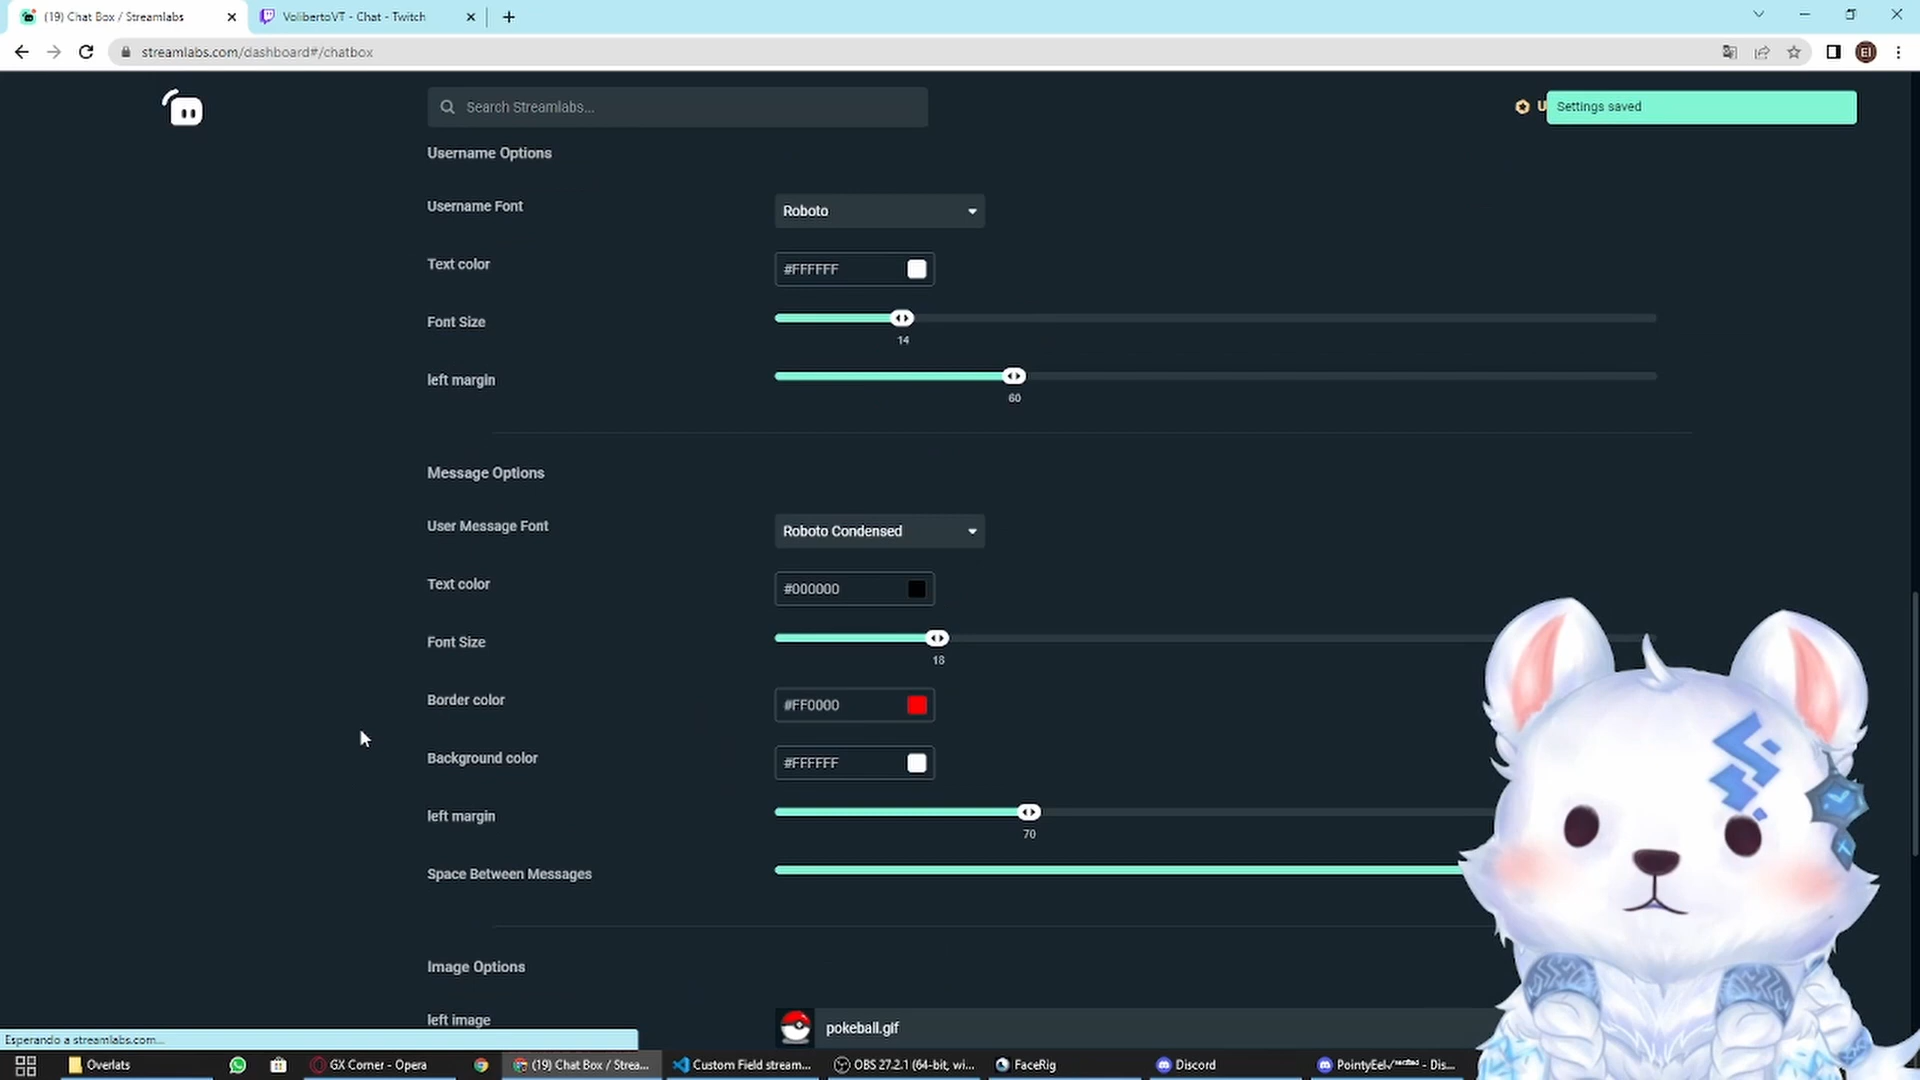 (19) Chat Box / Streamlabs
VolibertoVT - Chat - Twitch
streamlabs.com/dashboard#/chatbox
EI
Search Streamlabs...
U
Settings saved
Username Options
Username Font
Roboto
Text color
#FFFFFF
Font Size
14
left margin
60
Message Options
User Message Font
Roboto Condensed
Text color
#000000
Font Size
18
Border color
#FF0000
Background color
#FFFFFF
left margin
70
Space Between Messages
Image Options
left image
pokeball.gif
Esperando a streamlabs.com...
Overlats
GX Corner - Opera
(19) Chat Box / Strea...
Custom Field stream...
OBS 27.2.1 (64-bit, wi...
FaceRig
Discord